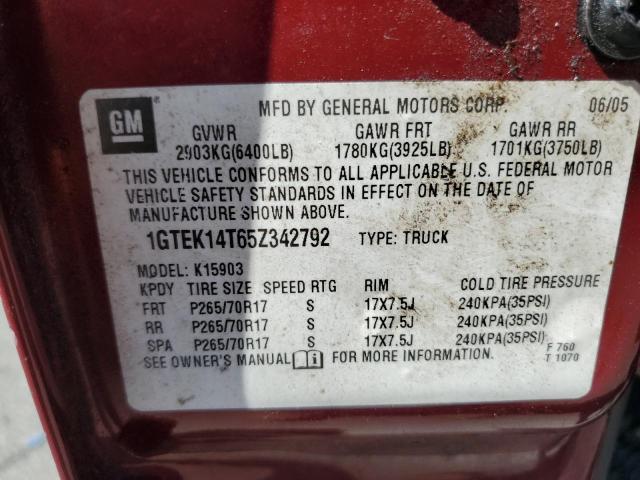 GM
MFD BY GENERAL MOTORS CORP. 06/05
GVWR GAWR FRT GAWR RR
2903KG(6400LB) 1780KG(3925LB) 1701KG(3750LB)
THIS VEHICLE CONFORMS TO ALL APPLICABLE U.S. FEDERAL MOTOR
VEHICLE SAFETY STANDARDS IN EFFECT ON THE DATE OF
MANUFACTURE SHOWN ABOVE.
1GTEK14T65Z342792 TYPE: TRUCK
MODEL: K15903
KPDY TIRE SIZE SPEED RTG RIM COLD TIRE PRESSURE
FRT P265/70R17 S 17X7.5J 240KPA(35PSI)
RR P265/70R17 S 17X7.5J 240KPA(35PSI)
SPA P265/70R17 S 17X7.5J 240KPA(35PSI)
SEE OWNER'S MANUAL i FOR MORE INFORMATION. F 760
T 1070